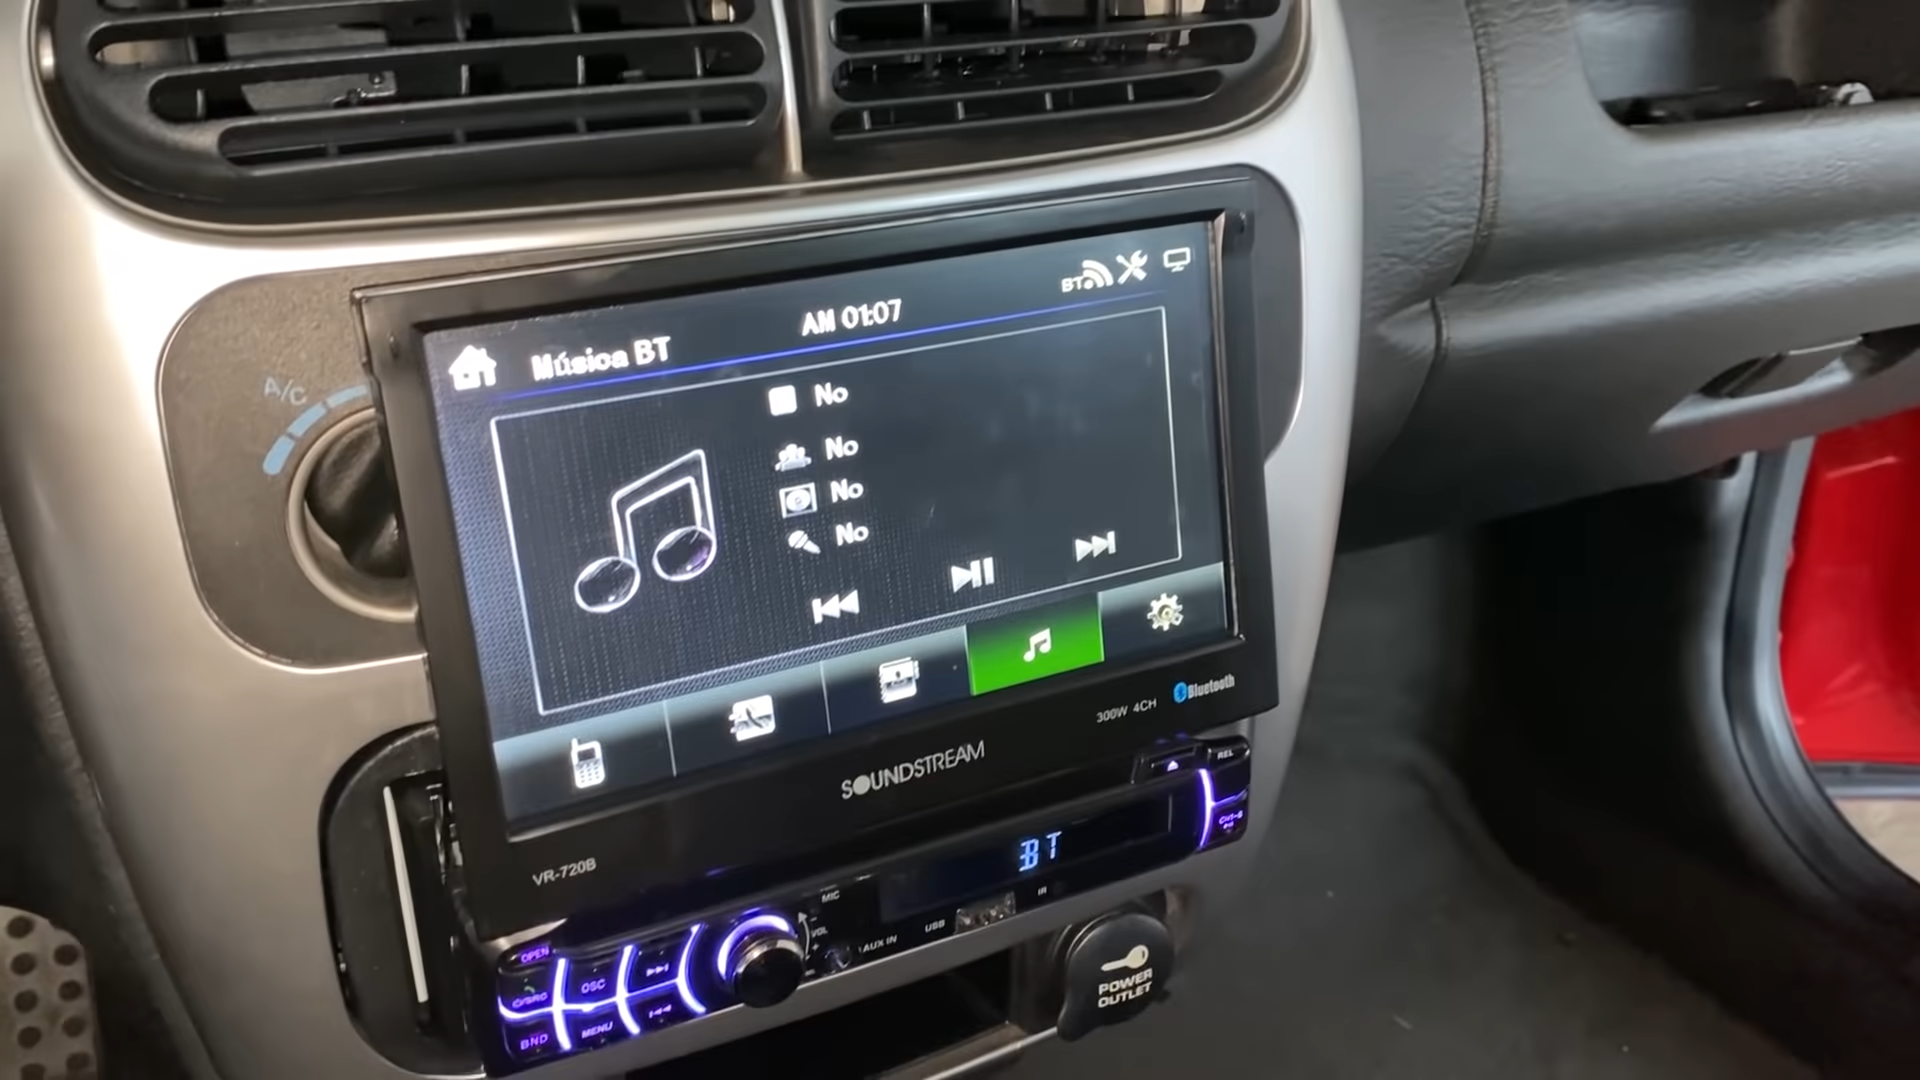 BT
AM 01:07
Música BT
A/C
No
No
No
No
300W 4CH Bluetooth
SOUNDSTREAM
VR-720B
REL
BT
MIC
IR
VOL
USB
AUX IN
OPEN
OSC
BND
MENU
POWER
OUTLET